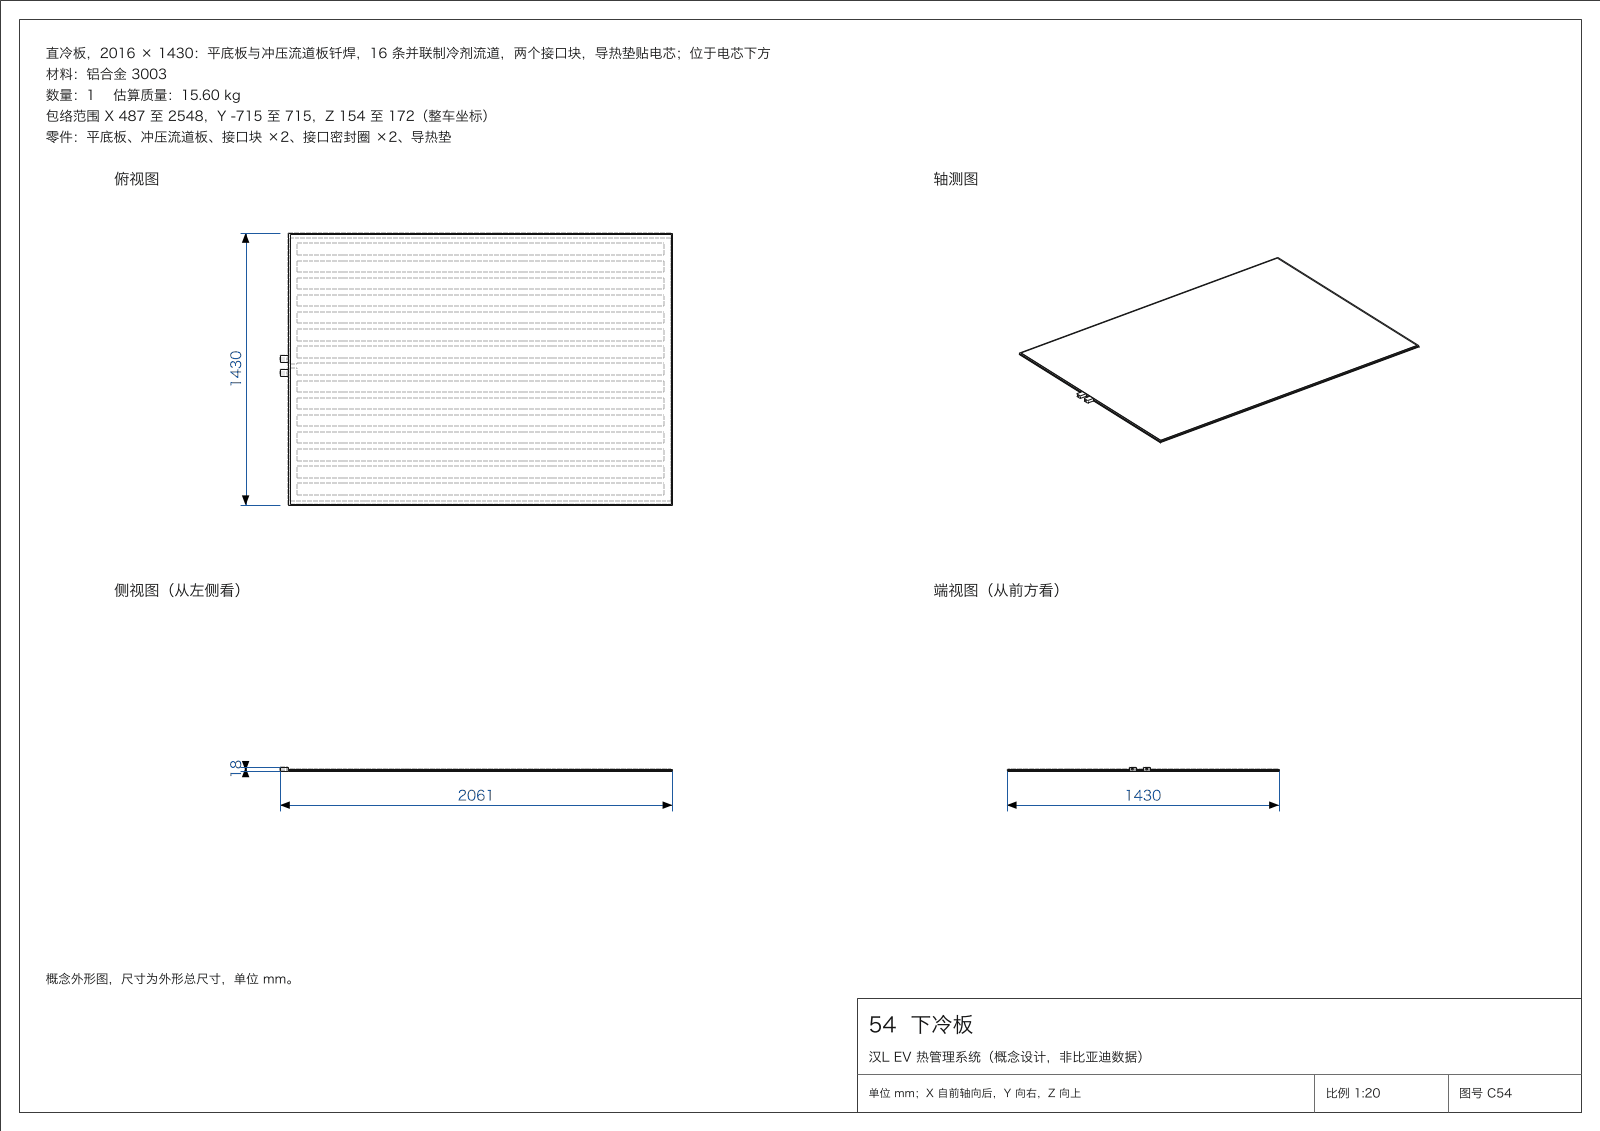 直冷板，2016 × 1430：平底板与冲压流道板钎焊，16 条并联制冷剂流道，两个接口块，导热垫贴电芯；位于电芯下方
材料：铝合金 3003
数量：1 估算质量：15.60 kg
包络范围 X 487 至 2548，Y -715 至 715，Z 154 至 172（整车坐标）
零件：平底板、冲压流道板、接口块 ×2、接口密封圈 ×2、导热垫
俯视图
轴测图
1430
侧视图（从左侧看）
端视图（从前方看）
18
2061
1430
概念外形图，尺寸为外形总尺寸，单位 mm。
54 下冷板
汉L EV 热管理系统（概念设计，非比亚迪数据）
单位 mm；X 自前轴向后，Y 向右，Z 向上
比例 1:20
图号 C54